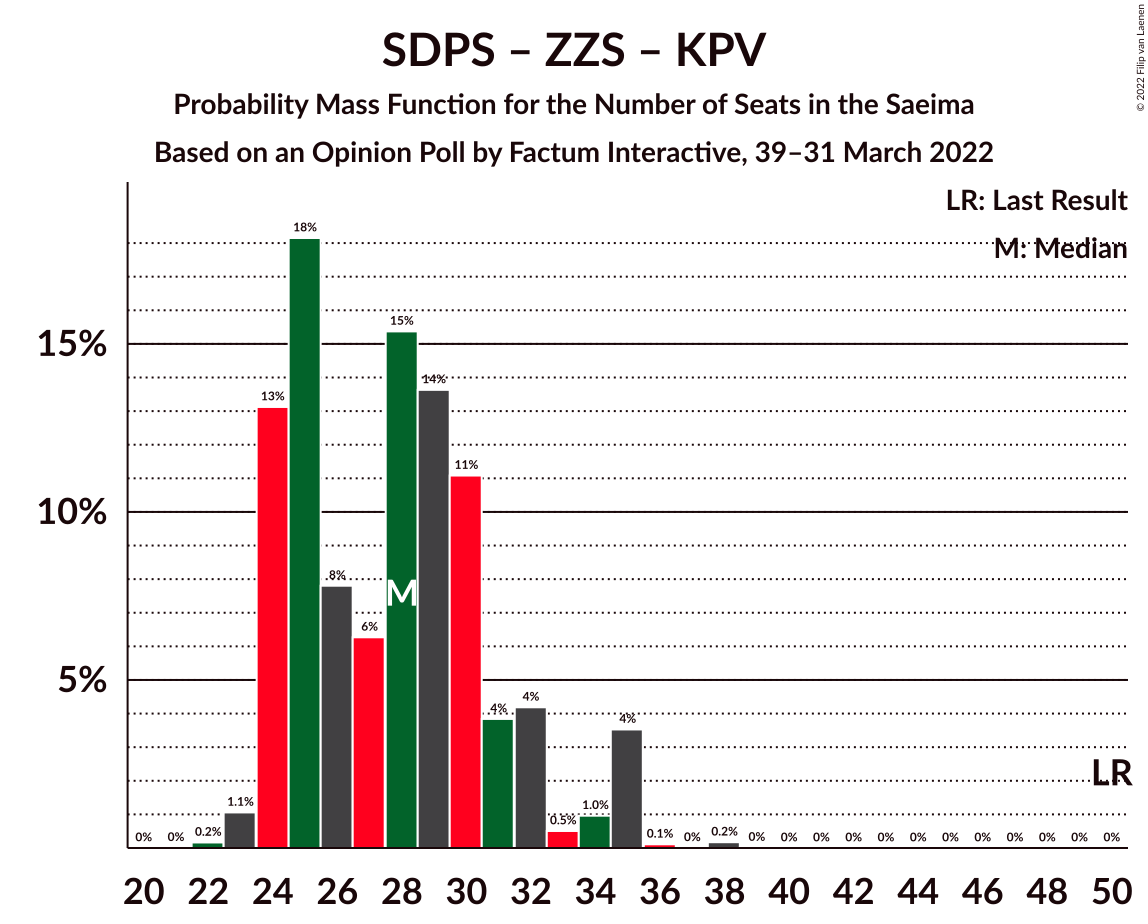 SDPS – ZZS – KPV
Probability Mass Function for the Number of Seats in the Saeima
Based on an Opinion Poll by Factum Interactive, 39–31 March 2022
© 2022 Filip van Laenen
LR: Last Result
M: Median
15%
10%
5%
0% 0% 0.2% 1.1% 13% 18% 8% 6% 15% 14% 11% 4% 4% 0.5% 1.0% 4% 0.1% 0% 0.2% 0% 0% 0% 0% 0% 0% 0% 0% 0% 0% 0% 0%
M
LR
20 22 24 26 28 30 32 34 36 38 40 42 44 46 48 50